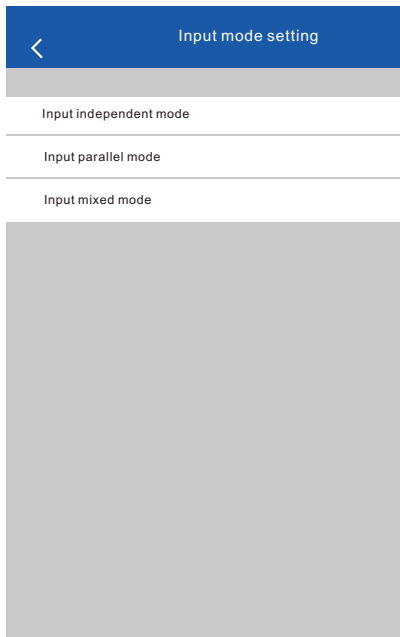 Input mode setting
Input independent mode
Input parallel mode
Input mixed mode